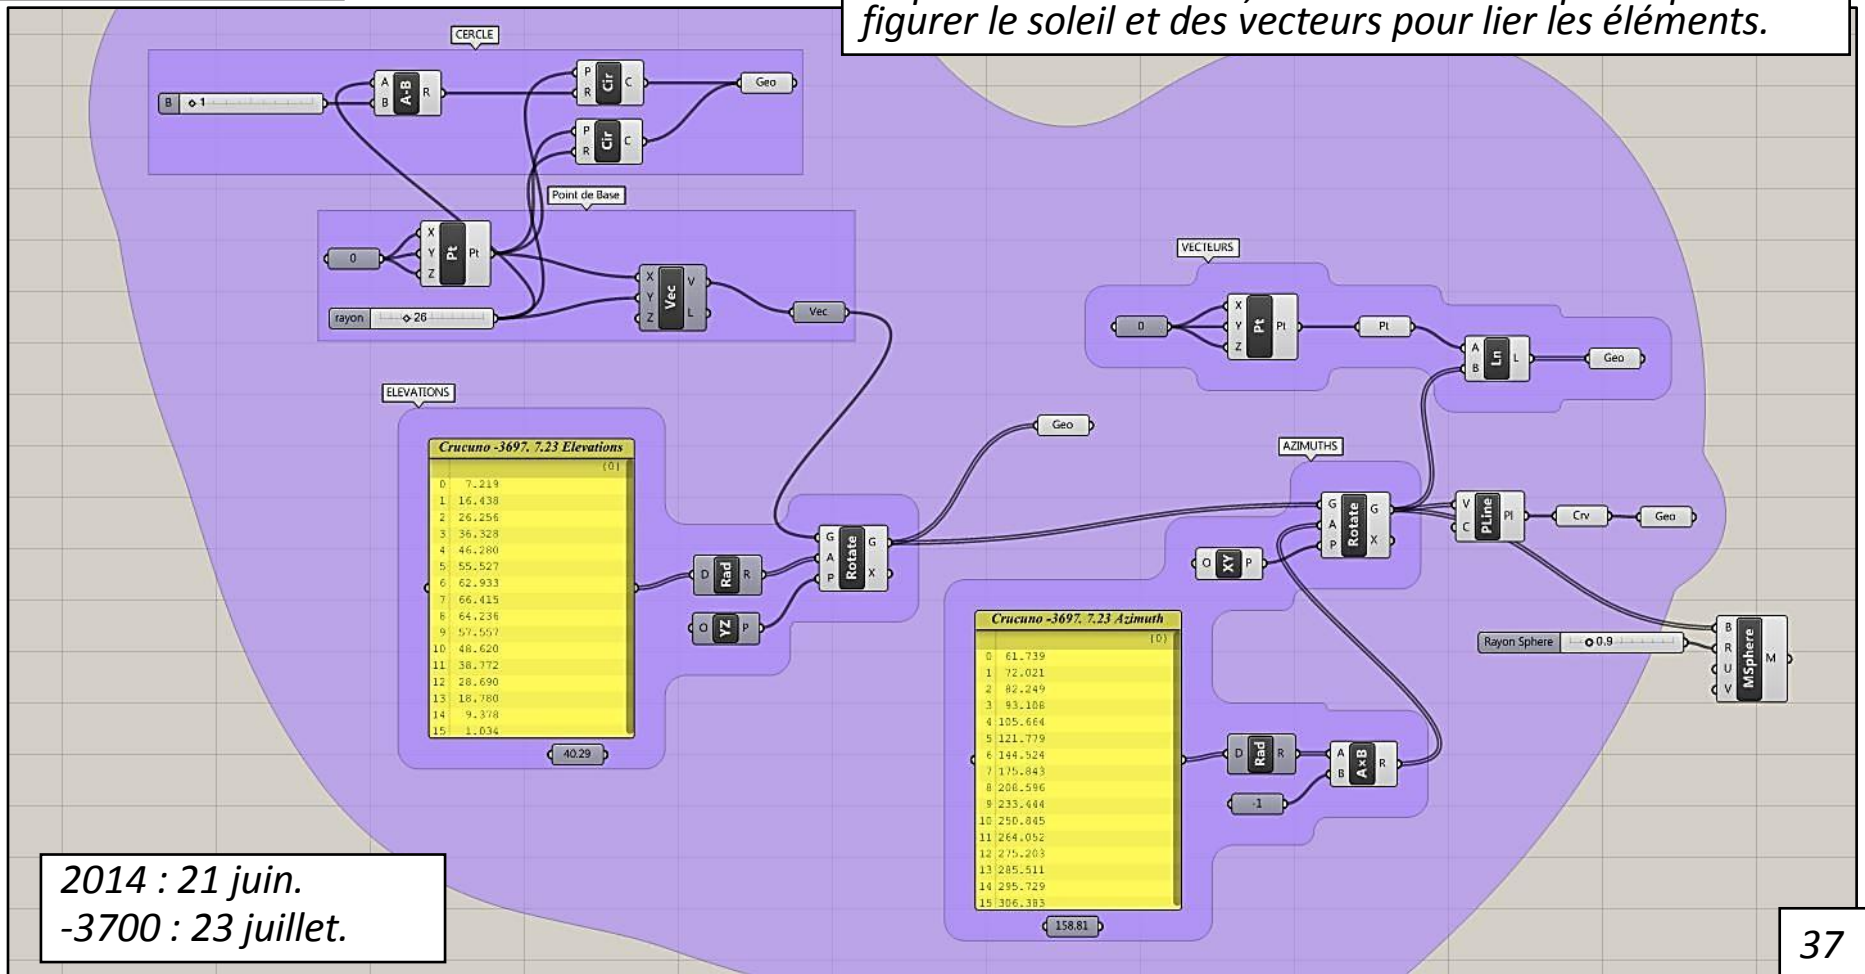 figurer le soleil et des vecteurs pour lier les éléments.
CERCLE
B 1
A B A-B R
P R Cir C
Geo
P R Cir C
Point de Base
0
X Y Z Pt Pt
rayon 26
X Y Z Vec V L
Vec
VECTEURS
0
X Y Z Pt Pt
Pt
A B Ln L
Geo
ELEVATIONS
Crucuno -3697. 7.23 Elevations
{0}
0 7.219
1 16.438
2 26.256
3 36.328
4 46.280
5 55.527
6 62.933
7 66.415
8 64.236
9 57.557
10 48.620
11 38.772
12 28.690
13 18.780
14 9.378
15 1.034
40.29
D Rad R
O YZ P
G A P Rotate G X
Geo
AZIMUTHS
G A P Rotate G X
O XY P
V C PLine Pl
Crv
Geo
Rayon Sphere 0.9
B R U V MSphere M
Crucuno -3697. 7.23 Azimuth
{0}
0 61.739
1 72.021
2 82.249
3 93.108
4 105.664
5 121.779
6 144.524
7 175.843
8 208.596
9 233.444
10 250.845
11 264.052
12 275.203
13 285.511
14 295.729
15 306.383
158.81
D Rad R
-1
A B A×B R
2014 : 21 juin.
-3700 : 23 juillet.
37